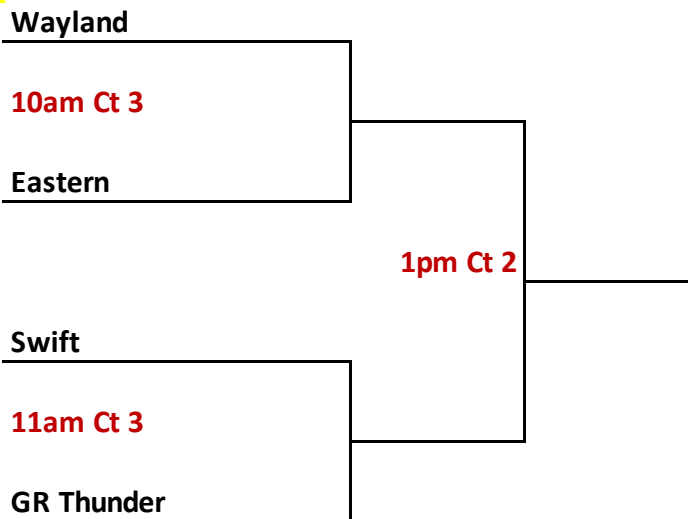 Wayland
10am Ct 3
Eastern
1pm Ct 2
Swift
11am Ct 3
GR Thunder